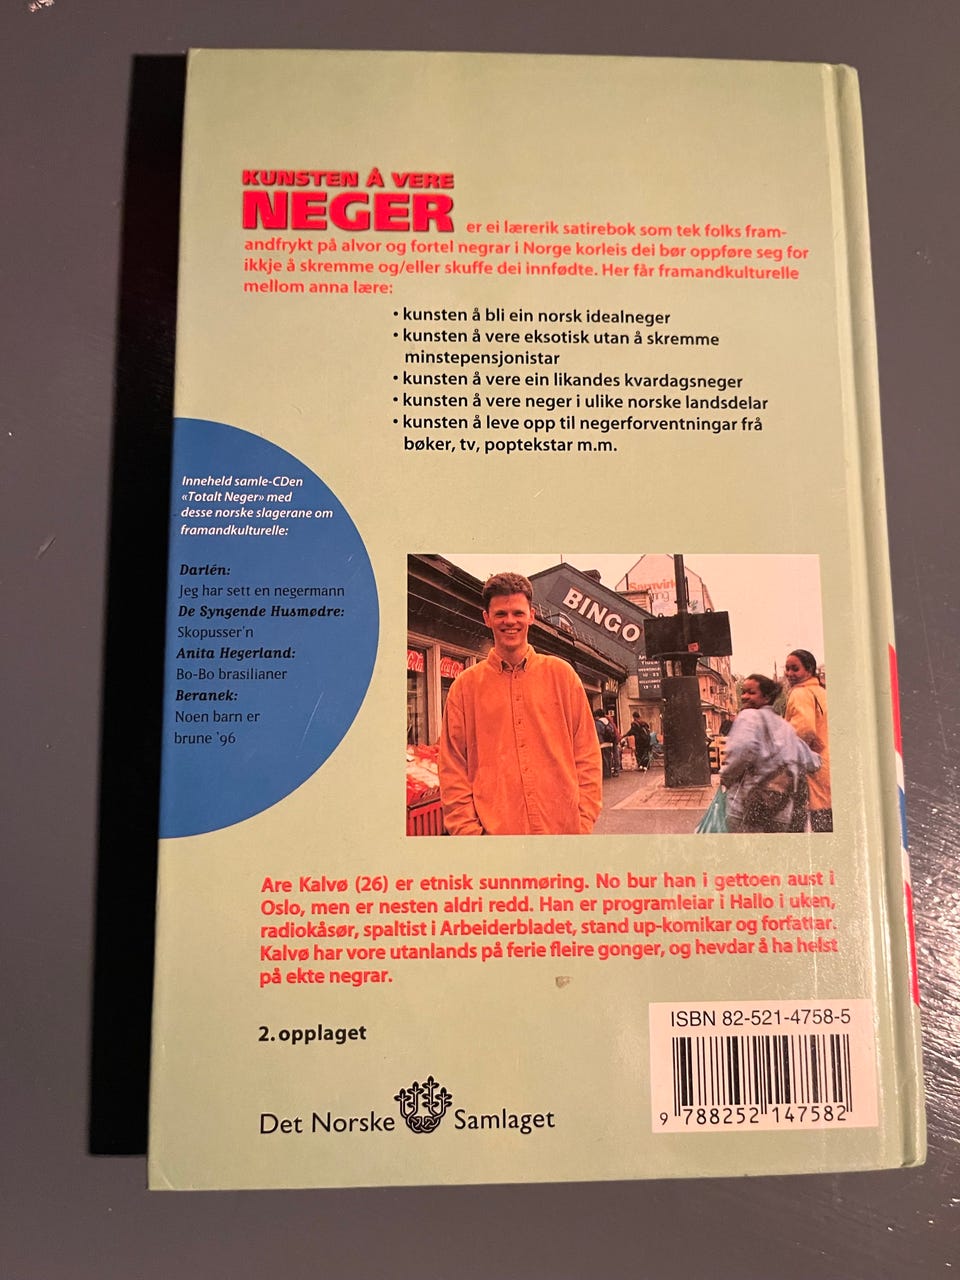 KUNSTEN Å VERE
NEGER er ei lærerik satirebok som tek folks fram-
andfrykt på alvor og fortel negrar i Norge korleis dei bør oppføre seg for
ikkje å skremme og/eller skuffe dei innfødte. Her får framandkulturelle
mellom anna lære:
• kunsten å bli ein norsk idealneger
• kunsten å vere eksotisk utan å skremme
minstepensjonistar
• kunsten å vere ein likandes kvardagsneger
• kunsten å vere neger i ulike norske landsdelar
• kunsten å leve opp til negerforventningar frå
bøker, tv, poptekstar m.m.
Inneheld samle-CDen
«Totalt Neger» med
desse norske slagerane om
framandkulturelle:
Darlén:
Jeg har sett en negermann
De Syngende Husmødre:
Skopusser'n
Anita Hegerland:
Bo-Bo brasilianer
Beranek:
Noen barn er
brune '96
BINGO
Samvirke
Coca-Cola
Are Kalvø (26) er etnisk sunnmøring. No bur han i gettoen aust i
Oslo, men er nesten aldri redd. Han er programleiar i Hallo i uken,
radiokåsør, spaltist i Arbeiderbladet, stand up-komikar og forfattar.
Kalvø har vore utanlands på ferie fleire gonger, og hevdar å ha helst
på ekte negrar.
2. opplaget
Det Norske Samlaget
ISBN 82-521-4758-5
9 788252 147582